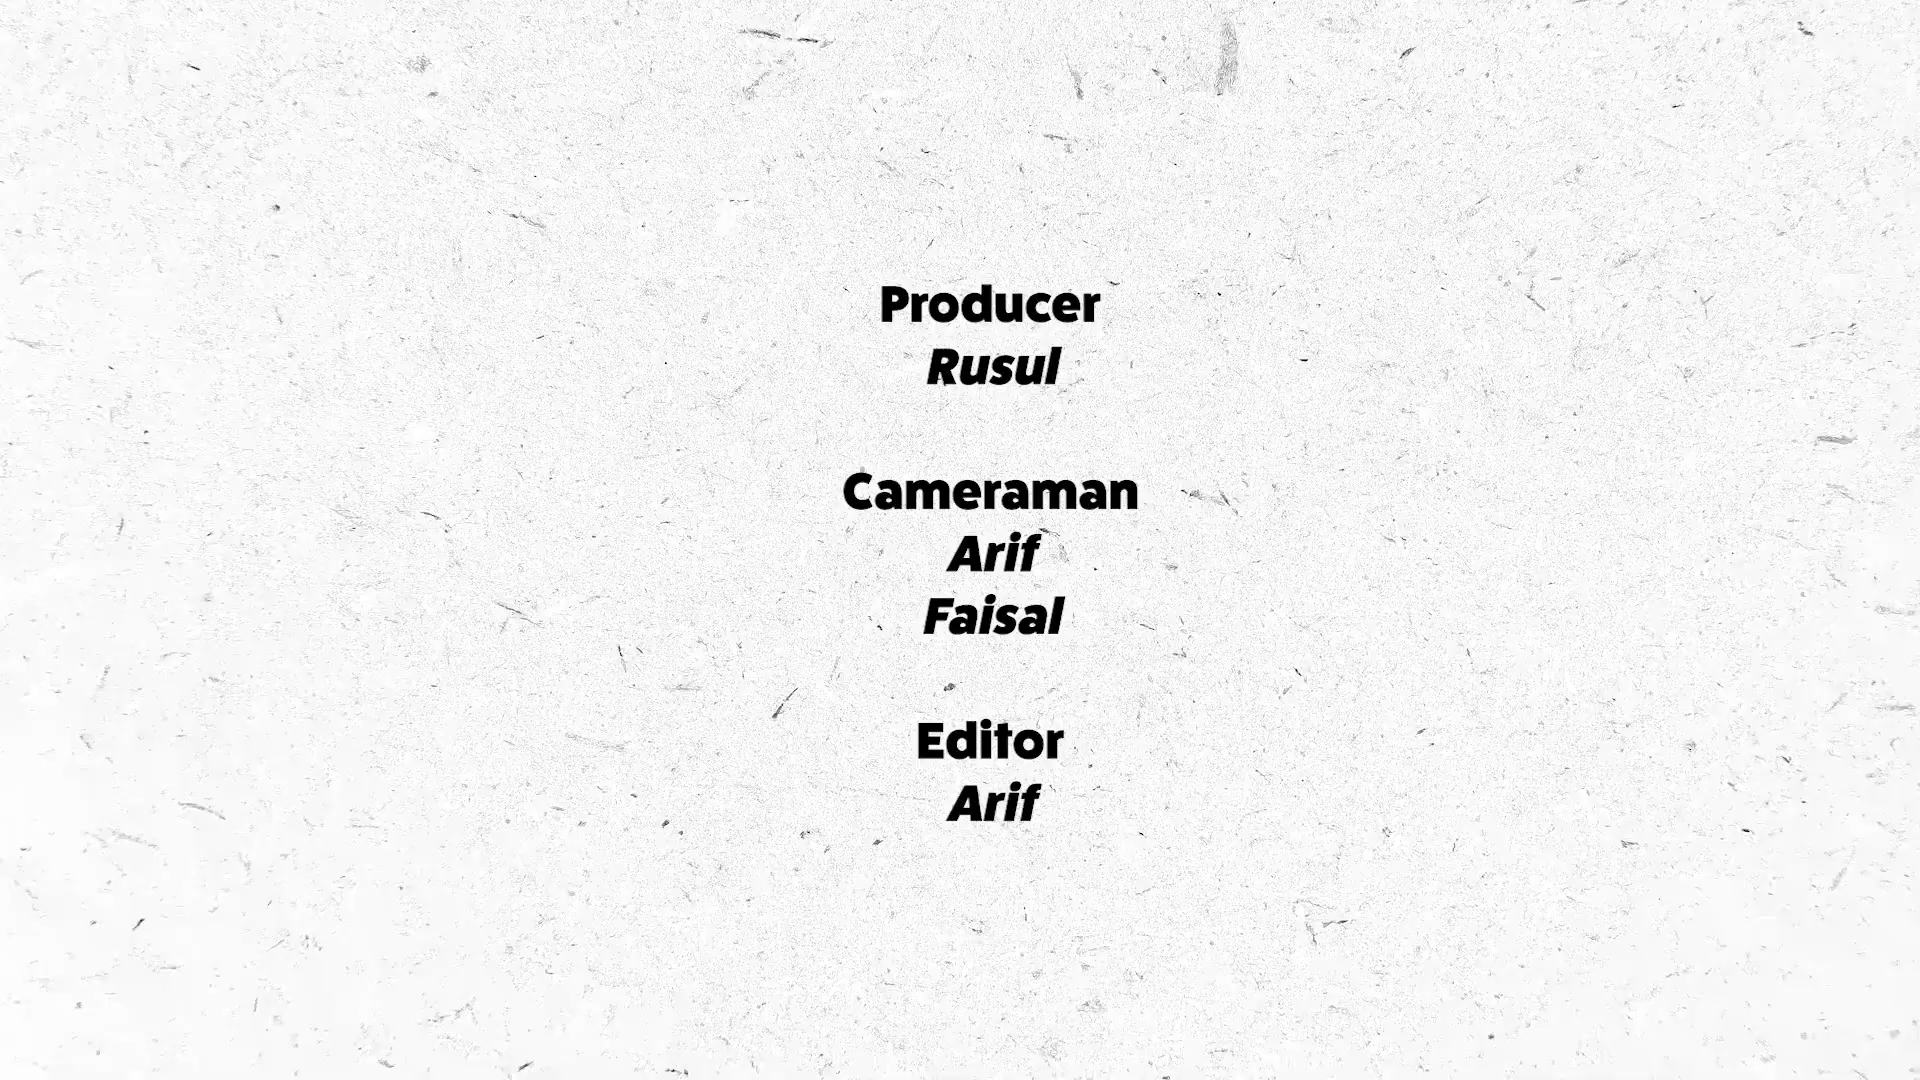 Producer
Rusul
Cameraman
Arif
Faisal
Editor
Arif